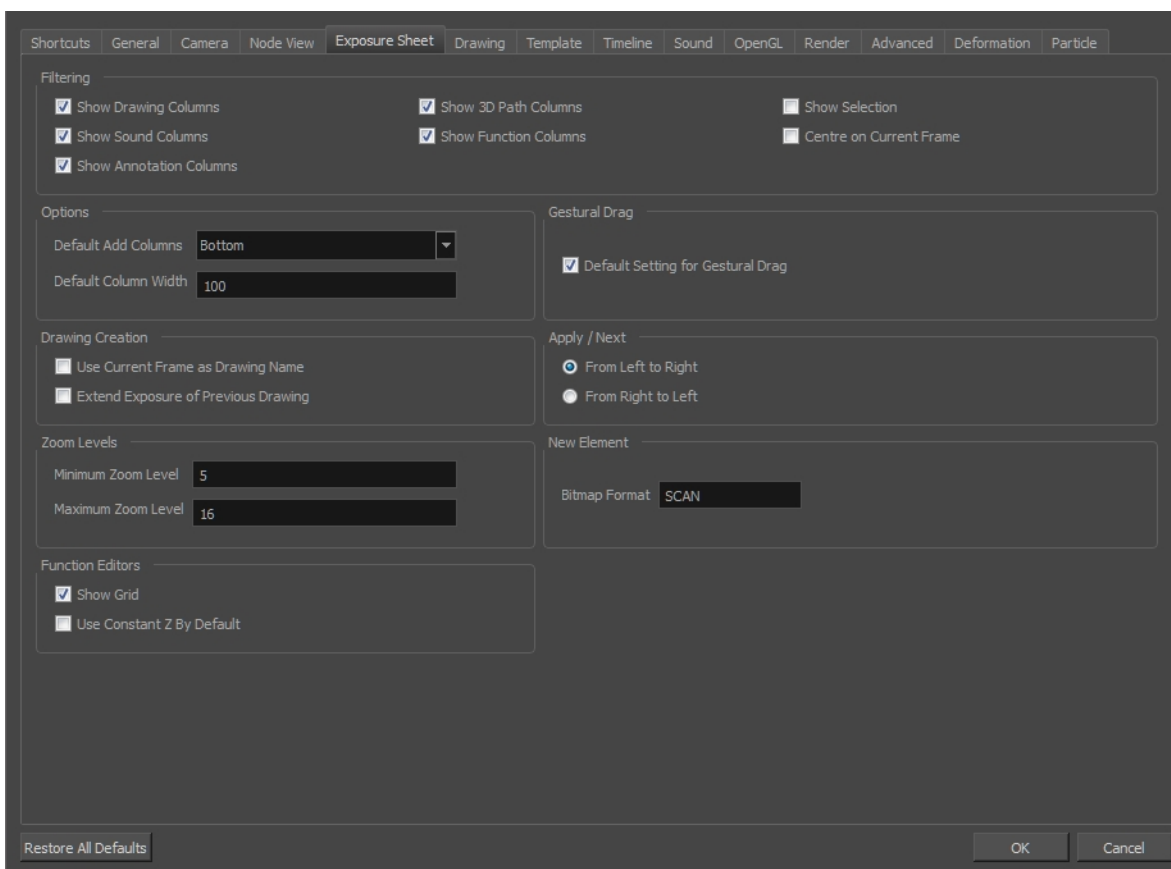 Shortcuts General Camera Node View Exposure Sheet Drawing Template Timeline Sound OpenGL Render Advanced Deformation Particle
Filtering
Show Drawing Columns Show 3D Path Columns Show Selection
Show Sound Columns Show Function Columns Centre on Current Frame
Show Annotation Columns
Options
Default Add Columns Bottom
Default Column Width 100
Gestural Drag
Default Setting for Gestural Drag
Drawing Creation
Use Current Frame as Drawing Name
Extend Exposure of Previous Drawing
Apply / Next
From Left to Right
From Right to Left
Zoom Levels
Minimum Zoom Level 5
Maximum Zoom Level 16
New Element
Bitmap Format SCAN
Function Editors
Show Grid
Use Constant Z By Default
Restore All Defaults OK Cancel